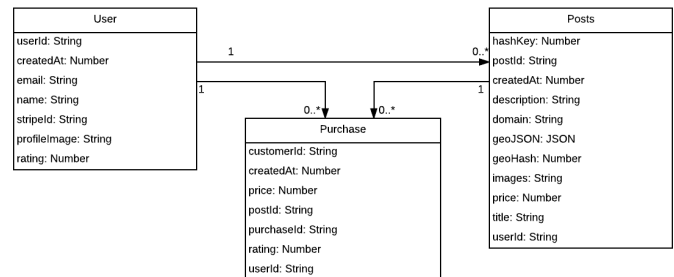 User
userId: String
createdAt: Number
email: String
name: String
stripeId: String
profileImage: String
rating: Number
1
0..*
1
0..*
Posts
hashKey: Number
postId: String
createdAt: Number
description: String
domain: String
geoJSON: JSON
geoHash: Number
images: String
price: Number
title: String
userId: String
1
0..*
Purchase
customerId: String
createdAt: Number
price: Number
postId: String
purchaseId: String
rating: Number
userId: String